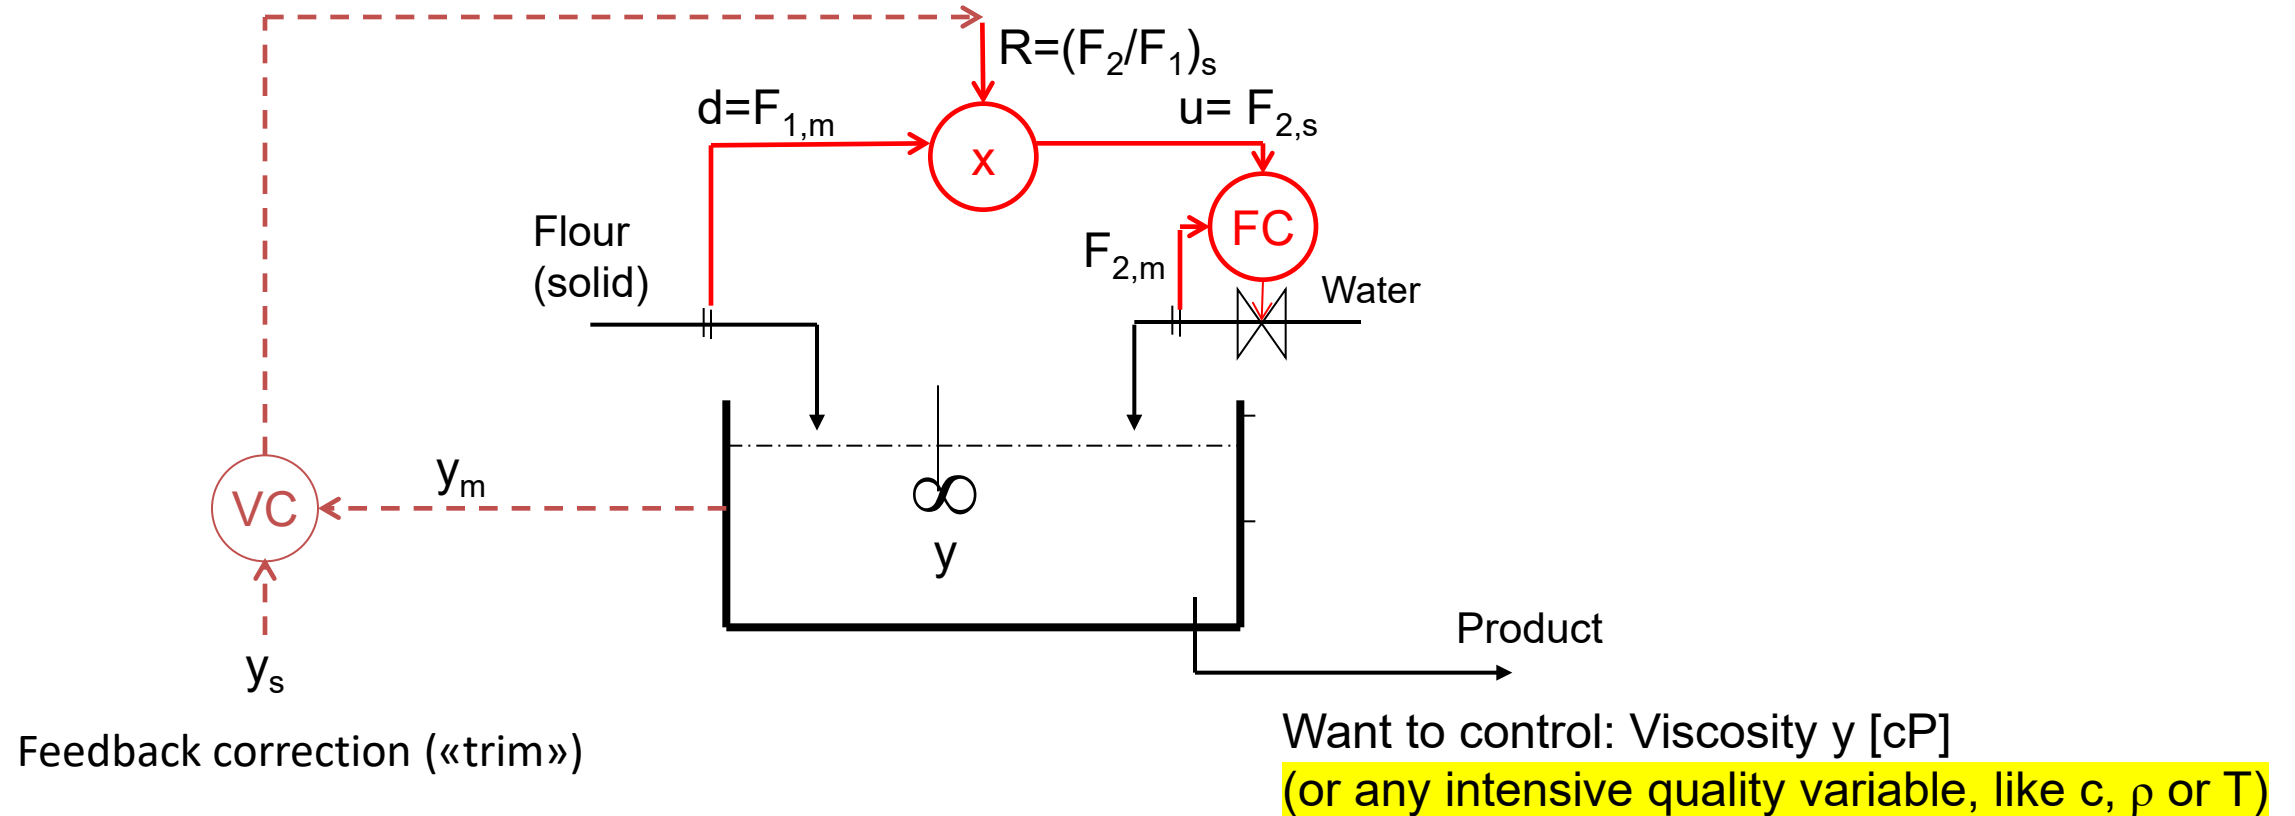 R=(F₂/F₁)ₛ
d=F₁,ₘ
u= F₂,ₛ
x
Flour
(solid)
FC
F₂,ₘ
Water
yₘ
VC
∞
y
yₛ
Product
Feedback correction («trim»)
Want to control: Viscosity y [cP]
(or any intensive quality variable, like c, ρ or T)